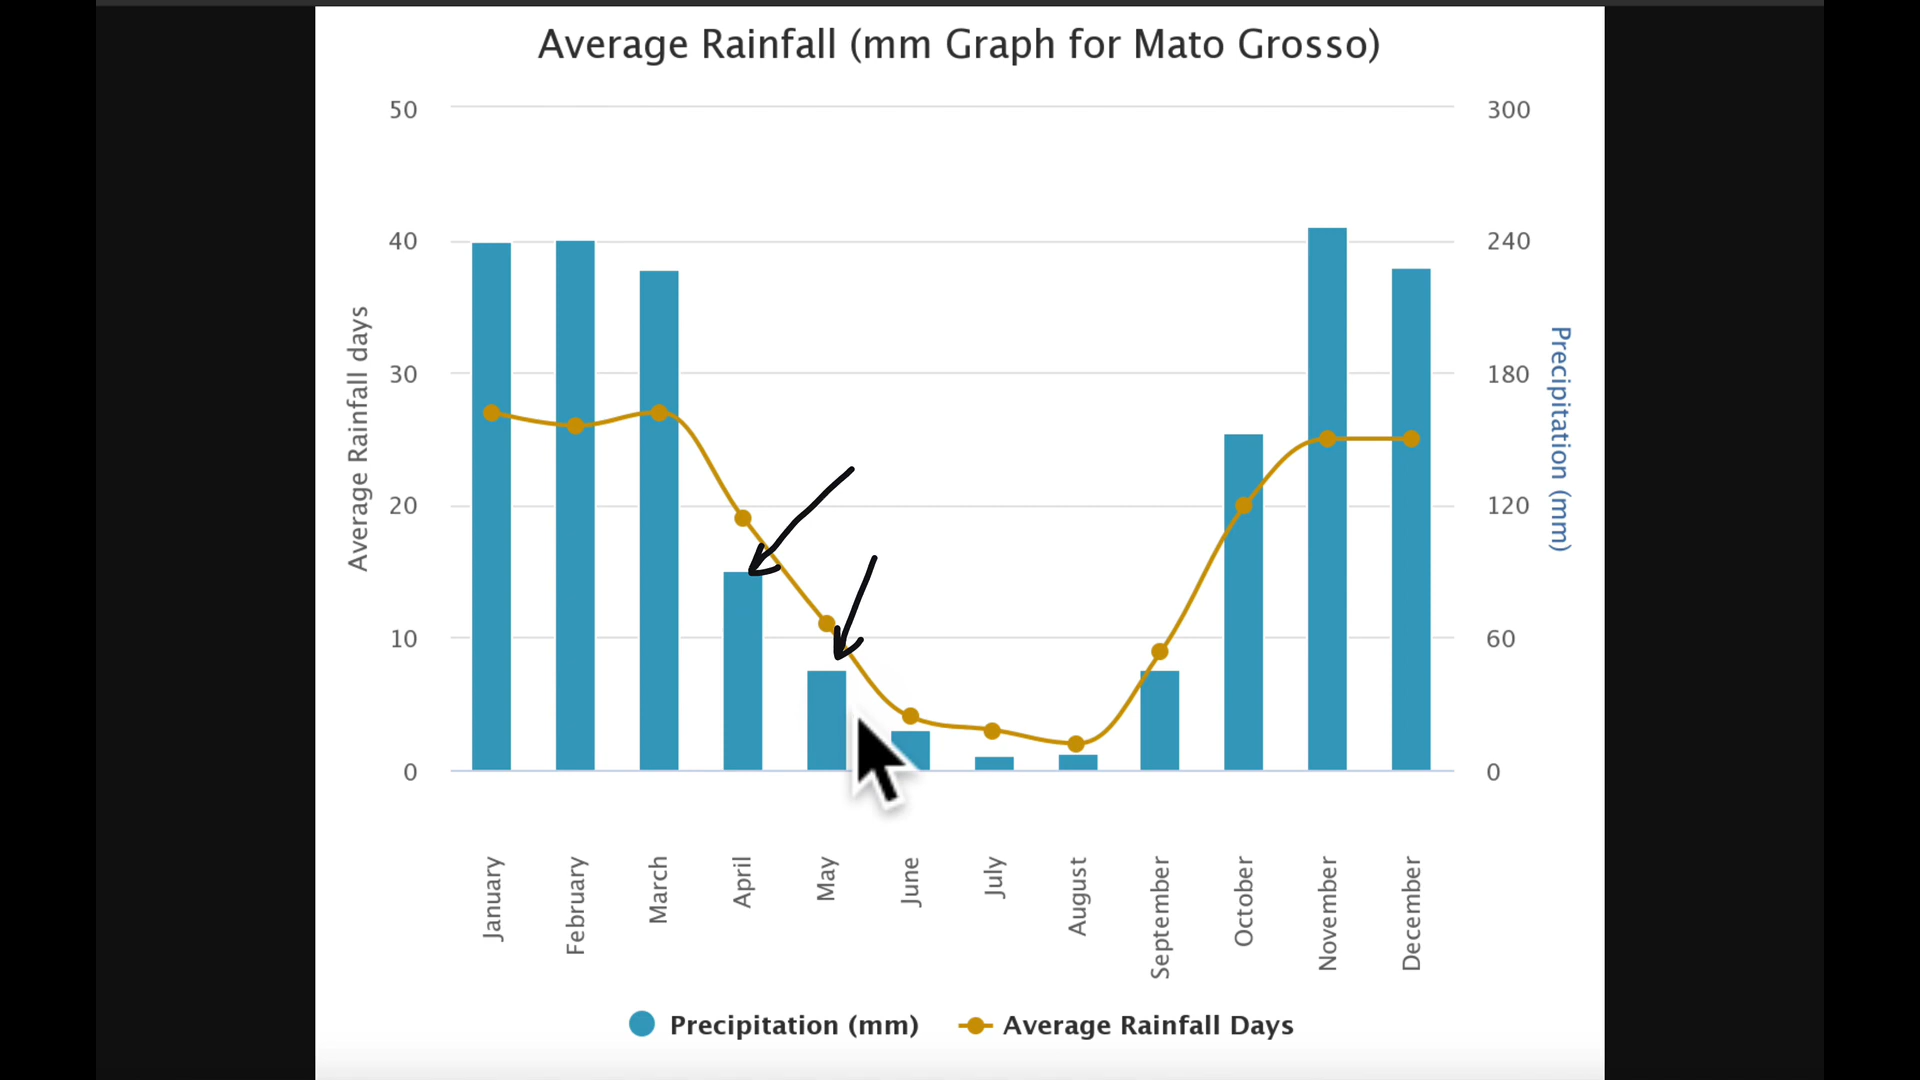 Average Rainfall (mm Graph for Mato Grosso)
50
300
40
240
30
180
20
120
10
60
0
0
Average Rainfall days
Precipitation (mm)
January
February
March
April
May
June
July
August
September
October
November
December
Precipitation (mm)
Average Rainfall Days